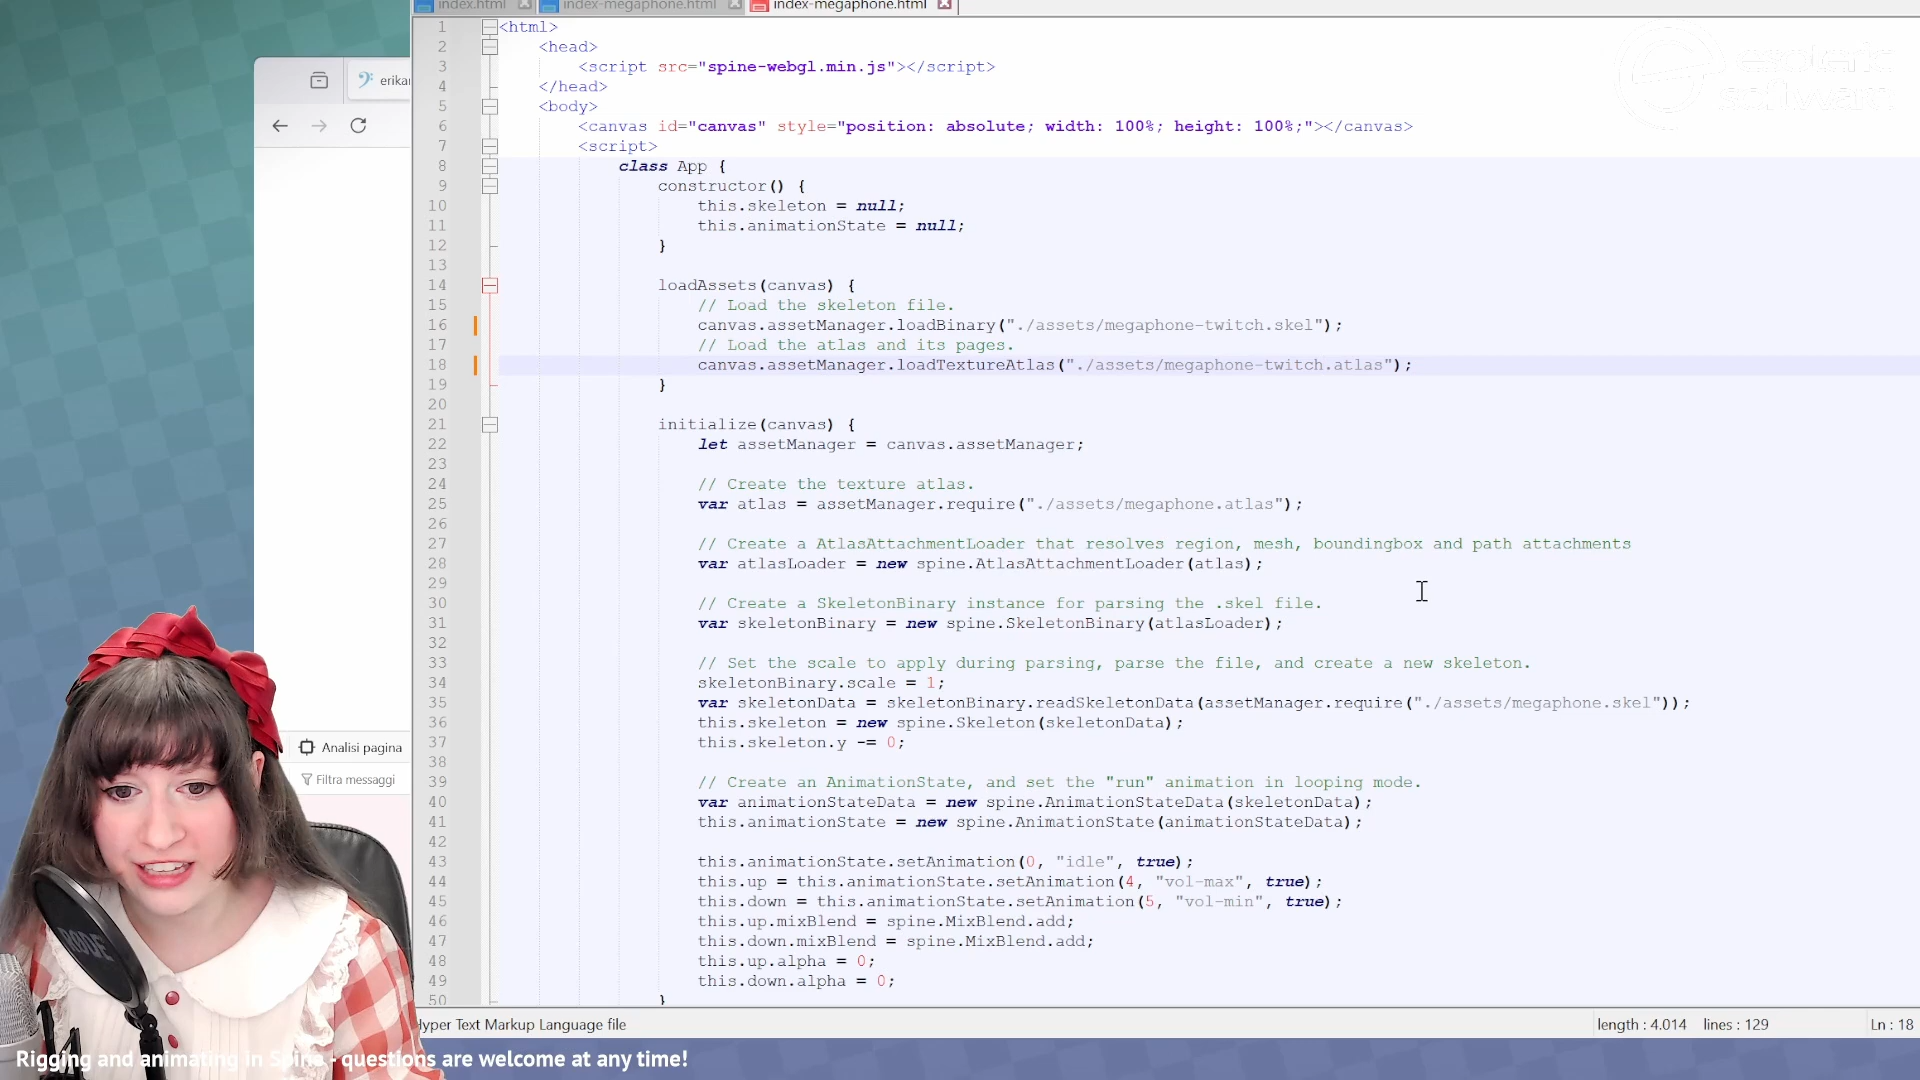 index.html
index-megaphone.html
index-megaphone.html
esoteric
software
erika
1 <html>
2 <head>
3 <script src="spine-webgl.min.js"></script>
4 </head>
5 <body>
6 <canvas id="canvas" style="position: absolute; width: 100%; height: 100%;"></canvas>
7 <script>
8 class App {
9 constructor() {
10 this.skeleton = null;
11 this.animationState = null;
12 }
13
14 loadAssets(canvas) {
15 // Load the skeleton file.
16 canvas.assetManager.loadBinary("./assets/megaphone-twitch.skel");
17 // Load the atlas and its pages.
18 canvas.assetManager.loadTextureAtlas("./assets/megaphone-twitch.atlas");
19 }
20
21 initialize(canvas) {
22 let assetManager = canvas.assetManager;
23
24 // Create the texture atlas.
25 var atlas = assetManager.require("./assets/megaphone.atlas");
26
27 // Create a AtlasAttachmentLoader that resolves region, mesh, boundingbox and path attachments
28 var atlasLoader = new spine.AtlasAttachmentLoader(atlas);
29
30 // Create a SkeletonBinary instance for parsing the .skel file.
31 var skeletonBinary = new spine.SkeletonBinary(atlasLoader);
32
33 // Set the scale to apply during parsing, parse the file, and create a new skeleton.
34 skeletonBinary.scale = 1;
35 var skeletonData = skeletonBinary.readSkeletonData(assetManager.require("./assets/megaphone.skel"));
36 this.skeleton = new spine.Skeleton(skeletonData);
37 this.skeleton.y -= 0;
38
39 // Create an AnimationState, and set the "run" animation in looping mode.
40 var animationStateData = new spine.AnimationStateData(skeletonData);
41 this.animationState = new spine.AnimationState(animationStateData);
42
43 this.animationState.setAnimation(0, "idle", true);
44 this.up = this.animationState.setAnimation(4, "vol-max", true);
45 this.down = this.animationState.setAnimation(5, "vol-min", true);
46 this.up.mixBlend = spine.MixBlend.add;
47 this.down.mixBlend = spine.MixBlend.add;
48 this.up.alpha = 0;
49 this.down.alpha = 0;
50 }
Analisi pagina
Filtra messaggi
RØDE
Hyper Text Markup Language file
length : 4.014 lines : 129
Ln : 18
Rigging and animating in Spine - questions are welcome at any time!